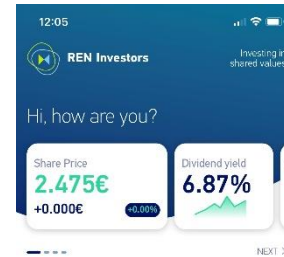 12:05
REN Investors
Investing in
shared values
Hi, how are you?
Share Price
2.475€
+0.000€
+0.00%
Dividend yield
6.87%
NEXT